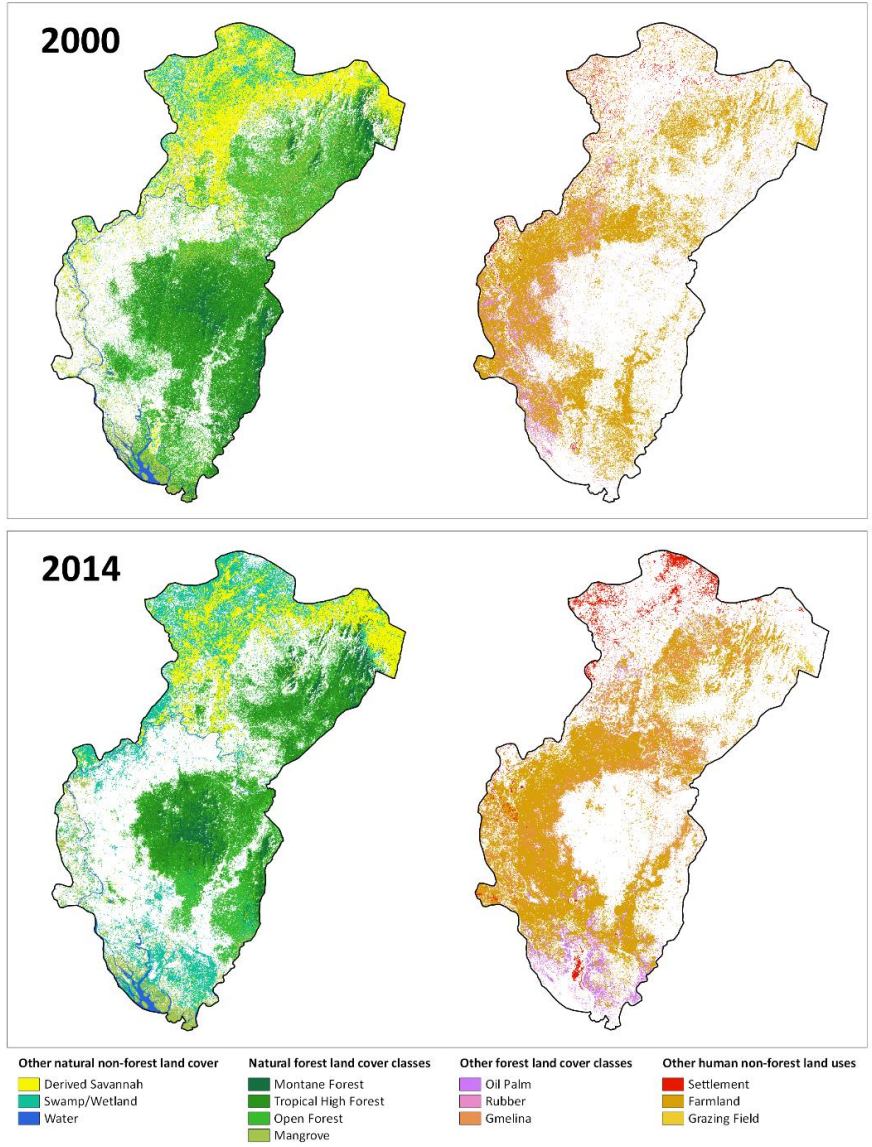 2000
2014
Other natural non-forest land cover
Derived Savannah
Swamp/Wetland
Water
Natural forest land cover classes
Montane Forest
Tropical High Forest
Open Forest
Mangrove
Other forest land cover classes
Oil Palm
Rubber
Gmelina
Other human non-forest land uses
Settlement
Farmland
Grazing Field